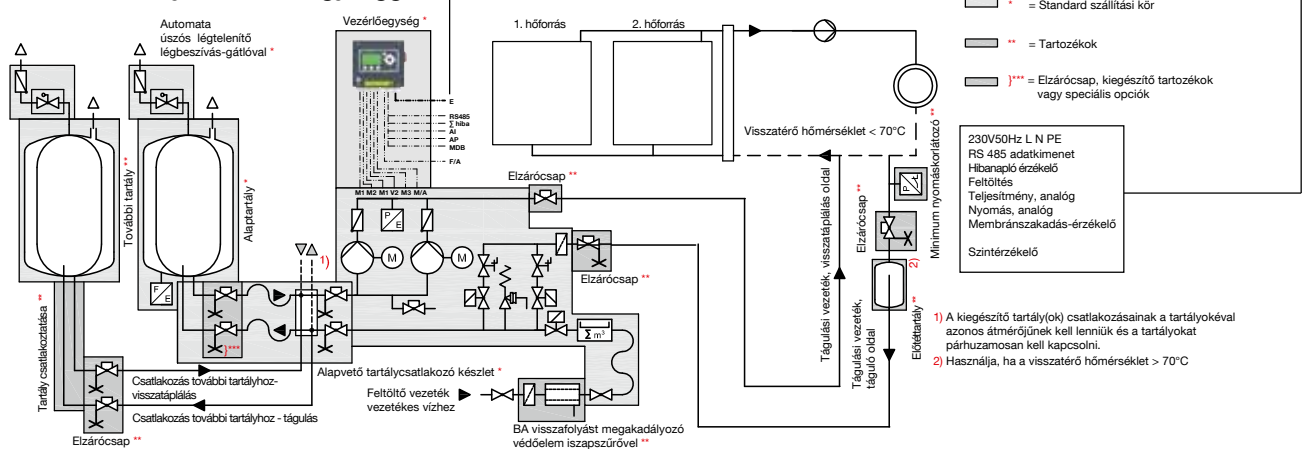 Automata
úszós légtelenítő
légbeszívás-gátlóval *
Vezérlőegység *
1. hőforrás
2. hőforrás
* = Standard szállítási kör
** = Tartozékok
}*** = Elzárócsap, kiegészítő tartozékok
vagy speciális opciók
E
RS485
∑ hiba
AI
AP
MDB
F/A
M1 M2 M1 V2 M3 M/A
Visszatérő hőmérséklet < 70°C
230V50Hz L N PE
RS 485 adatkimenet
Hibanapló érzékelő
Feltöltés
Teljesítmény, analóg
Nyomás, analóg
Membránszakadás-érzékelő
Szintérzékelő
További tartály **
Alaptartály *
Elzárócsap **
P
E
M
M
F
E
1)
Elzárócsap **
∑ m³
Tágulási vezeték, visszatáplálás oldal
Tágulási vezeték,
táguló oldal
Elzárócsap **
Minimum nyomáskorlátozó **
P
2)
Előtéttartály **
Tartály csatlakoztatása **
}***
Alapvető tartálycsatlakozó készlet *
Csatlakozás további tartályhoz-
visszatáplálás
Csatlakozás további tartályhoz - tágulás
Elzárócsap **
Feltöltő vezeték
vezetékes vízhez
BA visszafolyást megakadályozó
védőelem iszapszűrővel **
1) A kiegészítő tartály(ok) csatlakozásainak a tartályokéval
azonos átmérőjűnek kell lenniük és a tartályokat
párhuzamosan kell kapcsolni.
2) Használja, ha a visszatérő hőmérséklet > 70°C